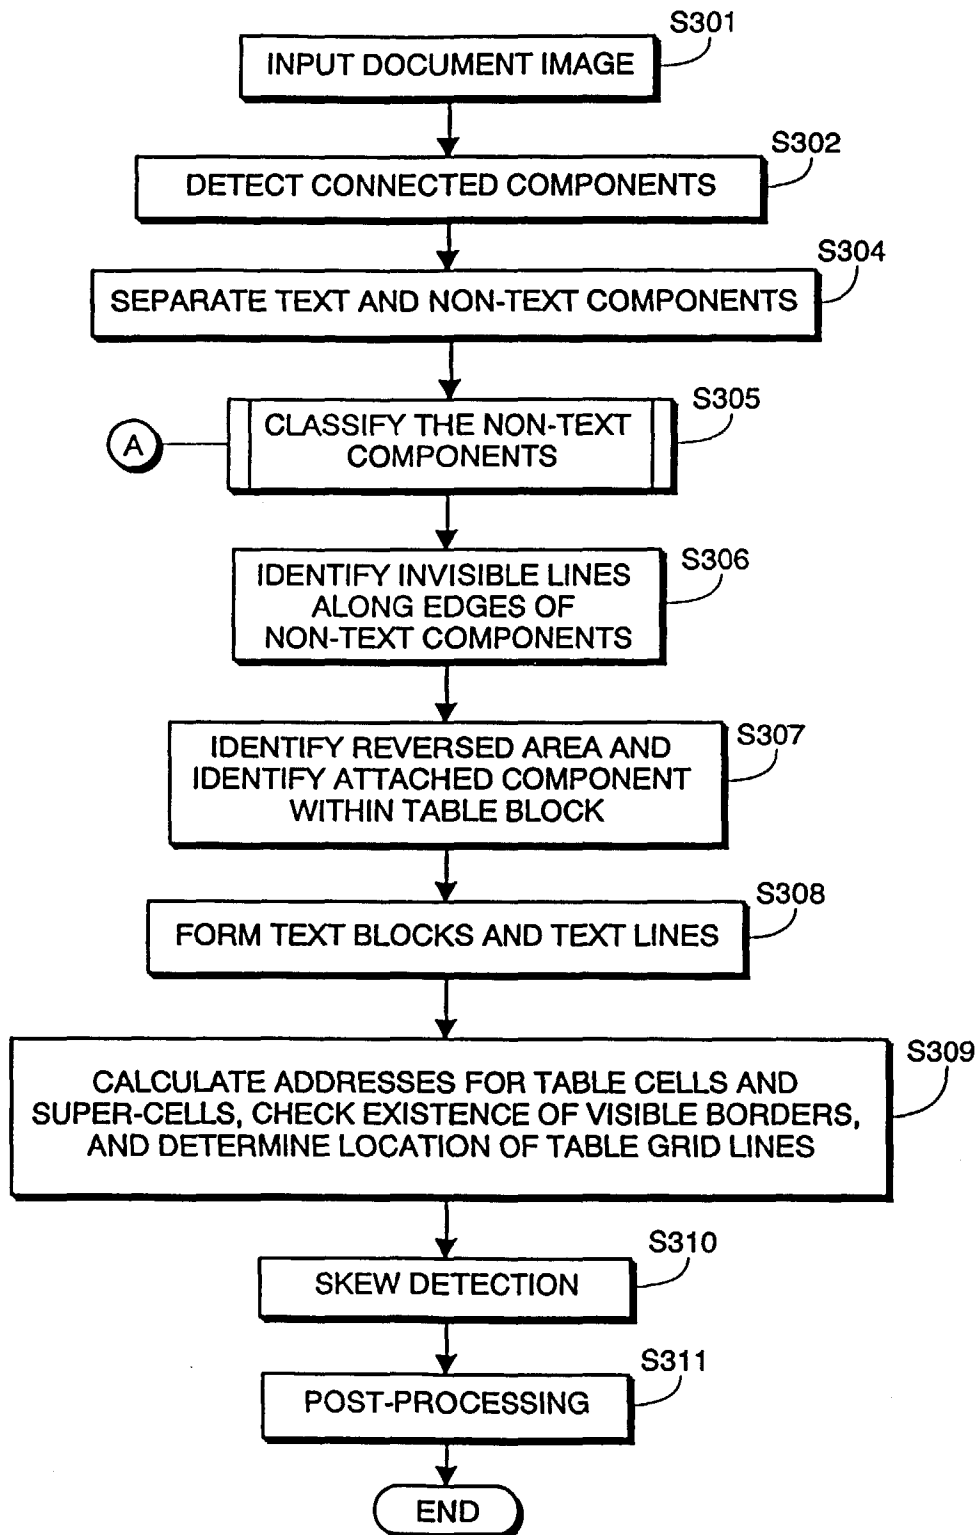 S301
INPUT DOCUMENT IMAGE
S302
DETECT CONNECTED COMPONENTS
S304
SEPARATE TEXT AND NON-TEXT COMPONENTS
S305
A
CLASSIFY THE NON-TEXT
COMPONENTS
S306
IDENTIFY INVISIBLE LINES
ALONG EDGES OF
NON-TEXT COMPONENTS
S307
IDENTIFY REVERSED AREA AND
IDENTIFY ATTACHED COMPONENT
WITHIN TABLE BLOCK
S308
FORM TEXT BLOCKS AND TEXT LINES
S309
CALCULATE ADDRESSES FOR TABLE CELLS AND
SUPER-CELLS, CHECK EXISTENCE OF VISIBLE BORDERS,
AND DETERMINE LOCATION OF TABLE GRID LINES
S310
SKEW DETECTION
S311
POST-PROCESSING
END